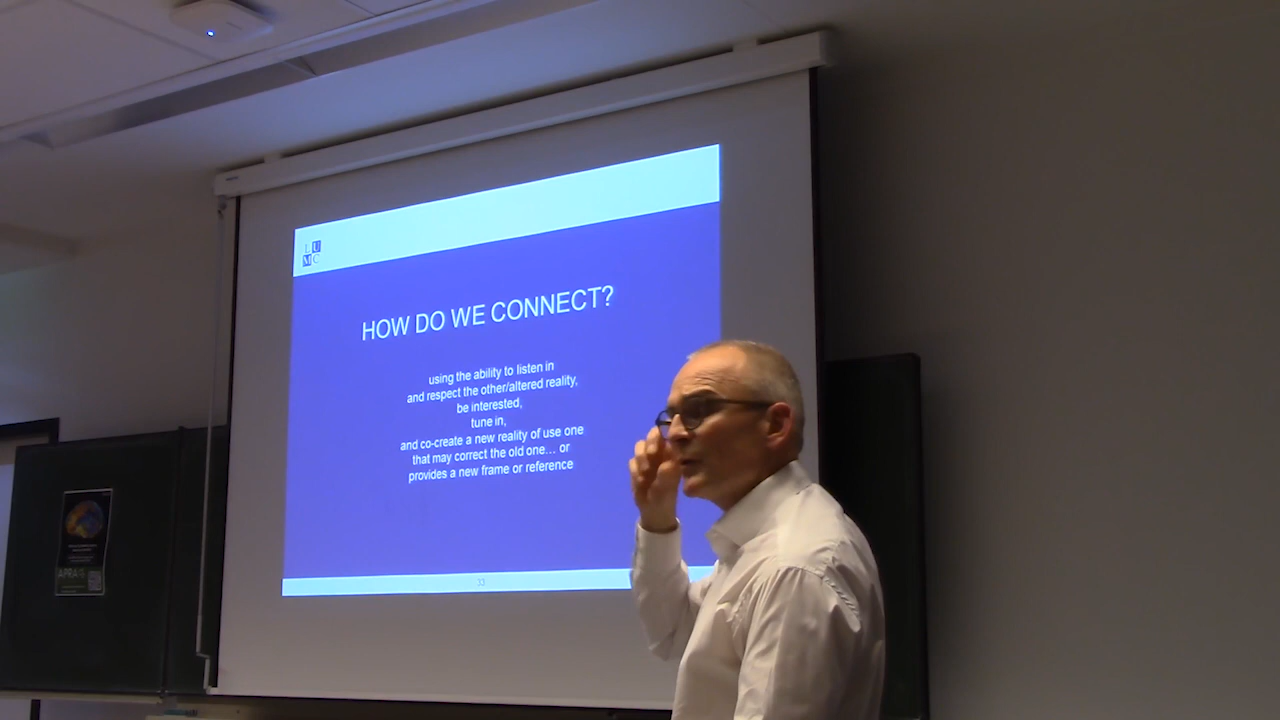 L U
M C
HOW DO WE CONNECT?
using the ability to listen in
and respect the other/altered reality,
be interested,
tune in,
and co-create a new reality of use one
that may correct the old one... or
provides a new frame or reference
33
APRA